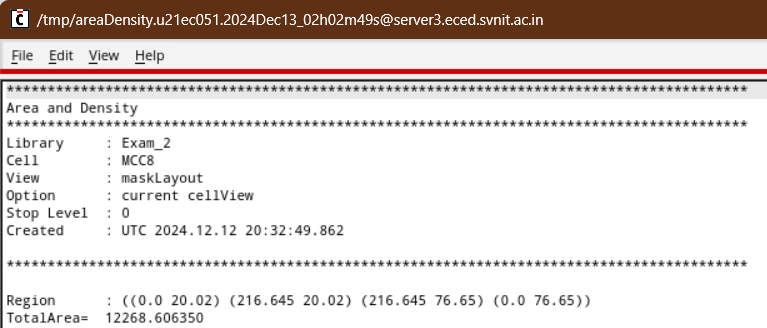 C /tmp/areaDensity.u21ec051.2024Dec13_02h02m49s@server3.eced.svnit.ac.in
File Edit View Help
********************************************************************************************
Area and Density
********************************************************************************************
Library : Exam_2
Cell : MCC8
View : maskLayout
Option : current cellView
Stop Level : 0
Created : UTC 2024.12.12 20:32:49.862
********************************************************************************************
Region : ((0.0 20.02) (216.645 20.02) (216.645 76.65) (0.0 76.65))
TotalArea= 12268.606350